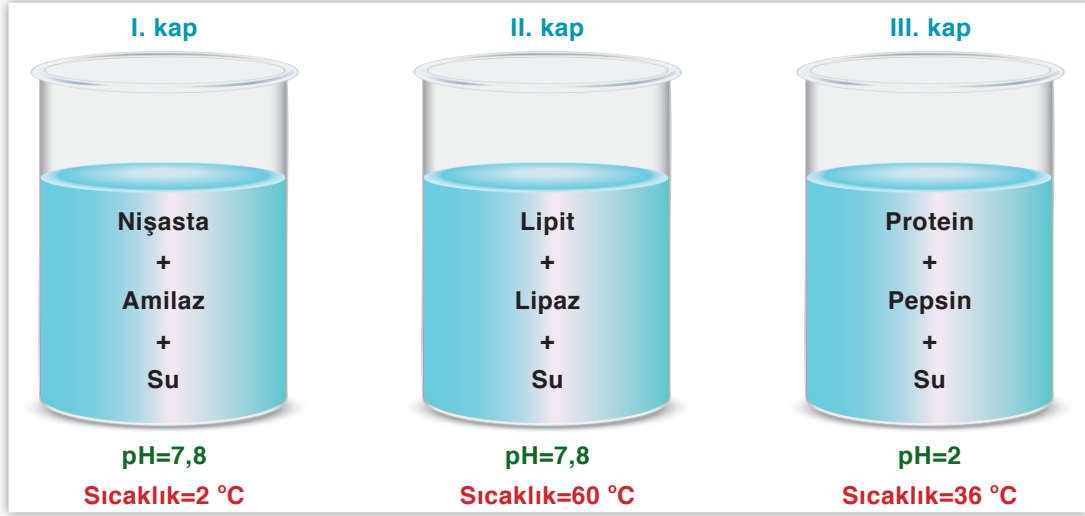 I. kap
Nişasta
+
Amilaz
+
Su
pH=7,8
Sıcaklık=2 °C
II. kap
Lipit
+
Lipaz
+
Su
pH=7,8
Sıcaklık=60 °C
III. kap
Protein
+
Pepsin
+
Su
pH=2
Sıcaklık=36 °C